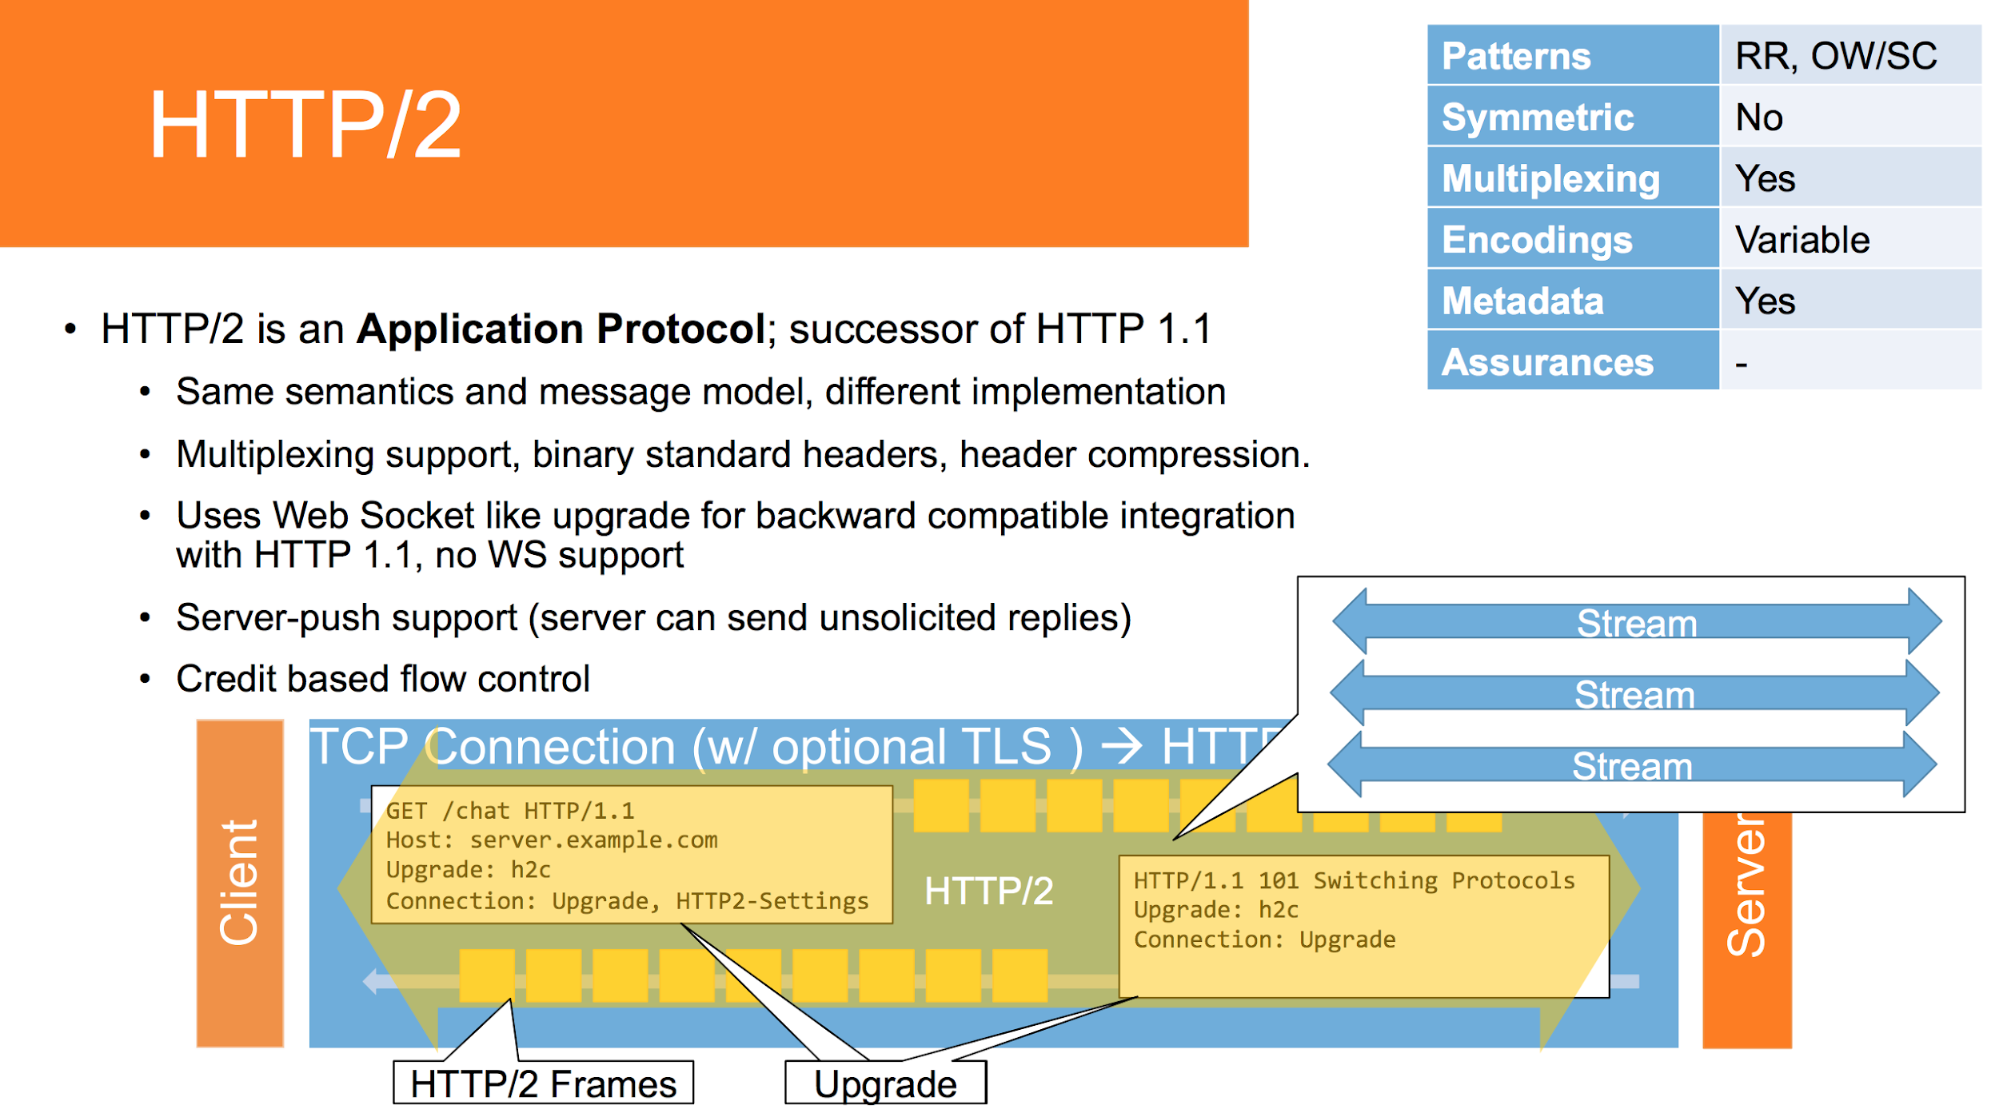 HTTP/2
Patterns RR, OW/SC
Symmetric No
Multiplexing Yes
Encodings Variable
Metadata Yes
Assurances -
• HTTP/2 is an Application Protocol; successor of HTTP 1.1
• Same semantics and message model, different implementation
• Multiplexing support, binary standard headers, header compression.
• Uses Web Socket like upgrade for backward compatible integration
with HTTP 1.1, no WS support
• Server-push support (server can send unsolicited replies)
• Credit based flow control
Stream
Stream
Stream
TCP Connection (w/ optional TLS ) → HTTP
Client
GET /chat HTTP/1.1
Host: server.example.com
Upgrade: h2c
Connection: Upgrade, HTTP2-Settings
HTTP/2
HTTP/1.1 101 Switching Protocols
Upgrade: h2c
Connection: Upgrade
Server
HTTP/2 Frames
Upgrade